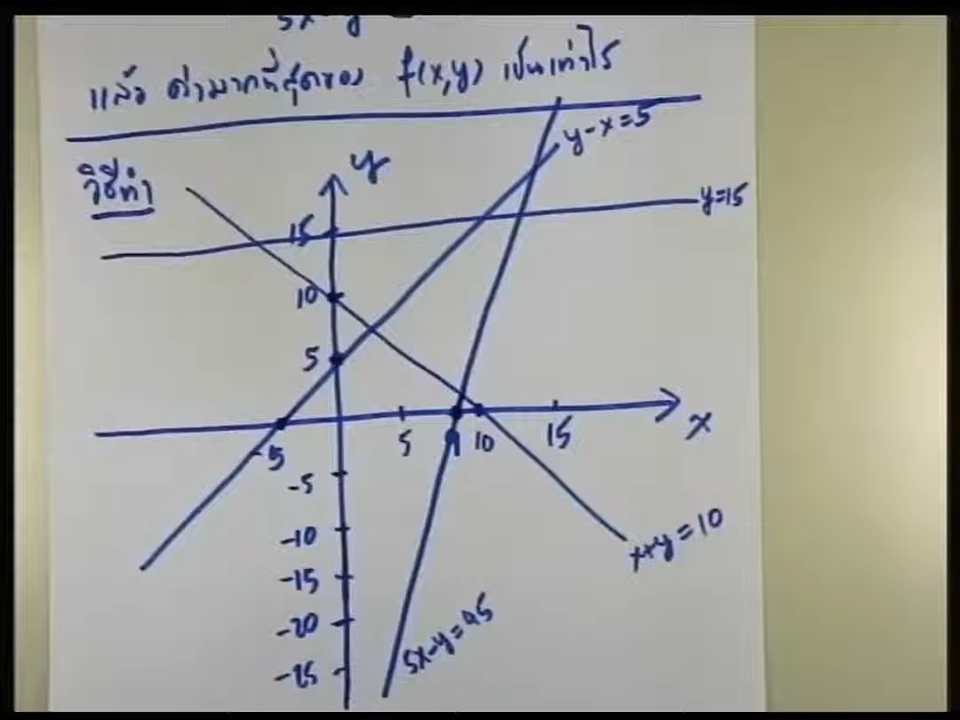 5x-y
แล้ว ค่ามากที่สุดของ f(x,y) เป็นเท่าไร
วิธีทำ
y
y-x=5
y=15
15
10
5
-5
5
9
10
15
x
-5
-10
-15
-20
-25
x+y=10
5x-y=45